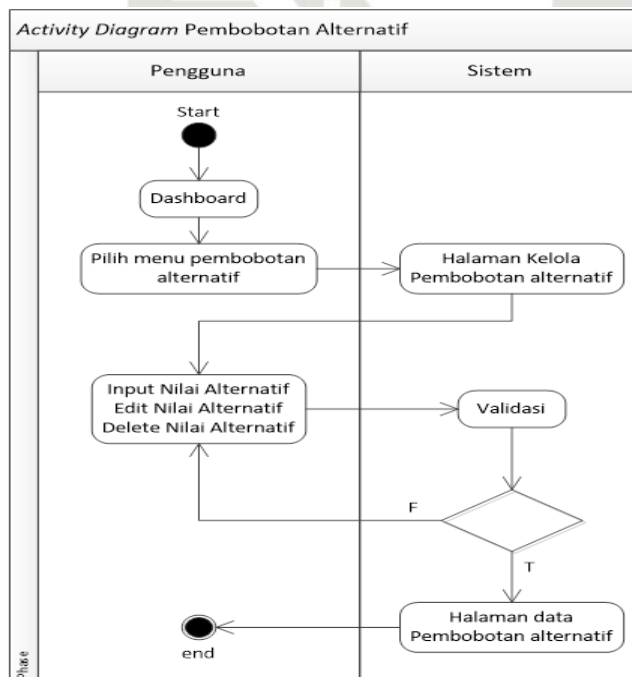 Activity Diagram Pembobotan Alternatif
Pengguna
Sistem
Start
Dashboard
Pilih menu pembobotan
alternatif
Halaman Kelola
Pembobotan alternatif
Input Nilai Alternatif
Edit Nilai Alternatif
Delete Nilai Alternatif
Validasi
F
T
Halaman data
Pembobotan alternatif
end
Phase